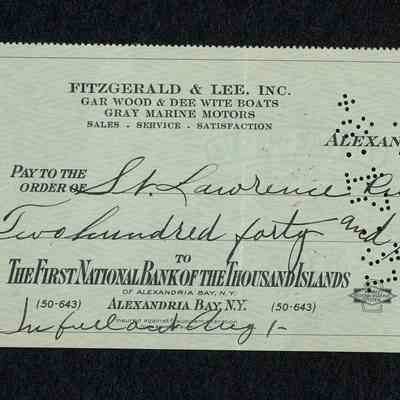 FITZGERALD & LEE, INC.
GAR WOOD & DEE WITE BOATS
GRAY MARINE MOTORS
SALES - SERVICE - SATISFACTION
ALEXAN
PAY TO THE
ORDER OF St. Lawrence
Two hundred forty and
TO
THE FIRST NATIONAL BANK OF THE THOUSAND ISLANDS
OF ALEXANDRIA BAY, N.Y.
(50-643) ALEXANDRIA BAY, N.Y. (50-643)
In full acct Aug 1-